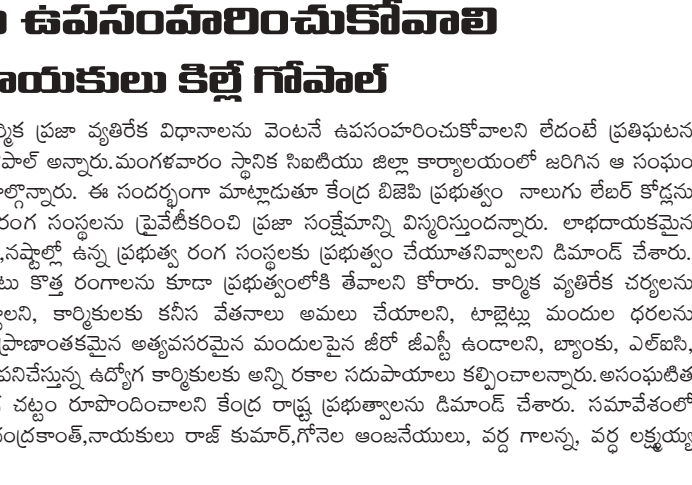 ఉపసంహరించుకోవాలి
నాయకులు కిల్లే గోపాల్
ర్మిక ప్రజా వ్యతిరేక విధానాలను వెంటనే ఉపసంహరించుకోవాలని లేదంటే ప్రతిఘటన
పాల్ అన్నారు.మంగళవారం స్థానిక సిఐటియు జిల్లా కార్యాలయంలో జరిగిన ఆ సంఘం
ల్గొన్నారు. ఈ సందర్భంగా మాట్లాడుతూ కేంద్ర బిజెపి ప్రభుత్వం నాలుగు లేబర్ కోడ్లను
రంగ సంస్థలను ప్రైవేటీకరించి ప్రజా సంక్షేమాన్ని విస్మరిస్తుందన్నారు. లాభదాయకమైన
,నష్టాల్లో ఉన్న ప్రభుత్వ రంగ సంస్థలకు ప్రభుత్వం చేయూతనివ్వాలని డిమాండ్ చేశారు.
టు కొత్త రంగాలను కూడా ప్రభుత్వంలోకి తేవాలని కోరారు. కార్మిక వ్యతిరేక చర్యలను
లని, కార్మికులకు కనీస వేతనాలు అమలు చేయాలని, టాబ్లెట్లు మందుల ధరలను
ప్రాణాంతకమైన అత్యవసరమైన మందులపైన జీరో జీఎస్టీ ఉండాలని, బ్యాంకు, ఎల్ఐసి,
పనిచేస్తున్న ఉద్యోగ కార్మికులకు అన్ని రకాల సదుపాయాలు కల్పించాలన్నారు.అసంఘటిత
చట్టం రూపొందించాలని కేంద్ర రాష్ట్ర ప్రభుత్వాలను డిమాండ్ చేశారు. సమావేశంలో
ంద్రకాంత్,నాయకులు రాజ్ కుమార్,గోనెల ఆంజనేయులు, వర్ద గాలన్న, వర్ధ లక్ష్మయ్య